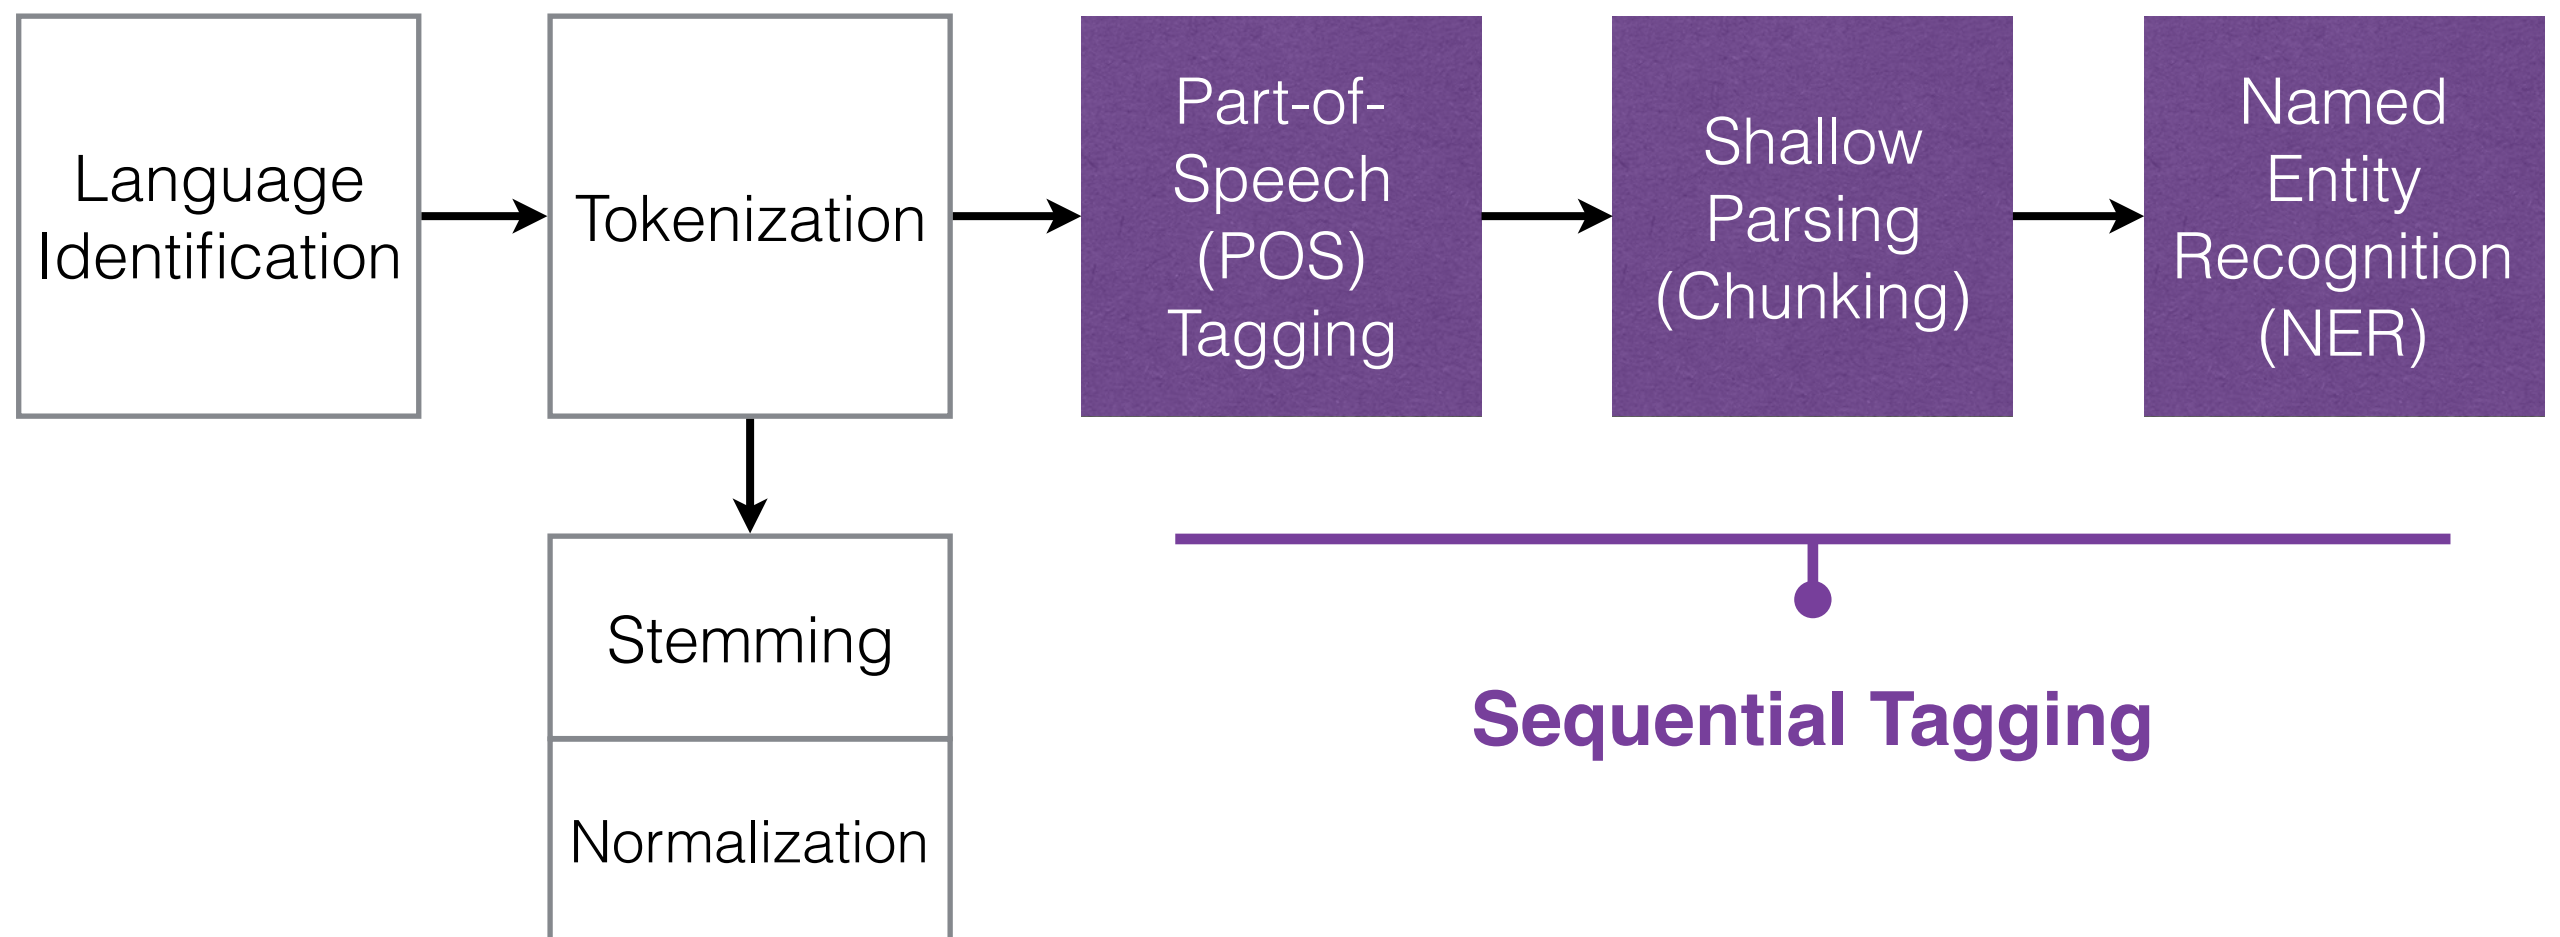 Language
Identification
Tokenization
Part-of-
Speech
(POS)
Tagging
Shallow
Parsing
(Chunking)
Named
Entity
Recognition
(NER)
Stemming
Normalization
Sequential Tagging